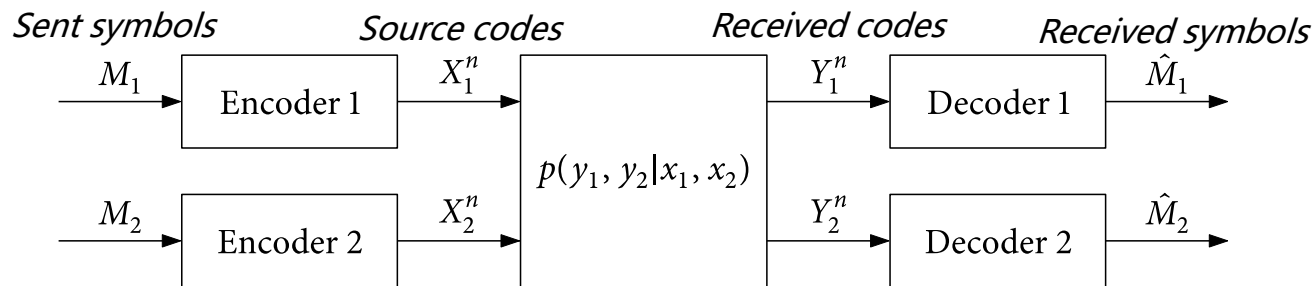 Sent symbols Source codes Received codes Received symbols
M₁ Encoder 1 X₁ⁿ Y₁ⁿ Decoder 1 M̂₁
p(y₁, y₂|x₁, x₂)
M₂ Encoder 2 X₂ⁿ Y₂ⁿ Decoder 2 M̂₂